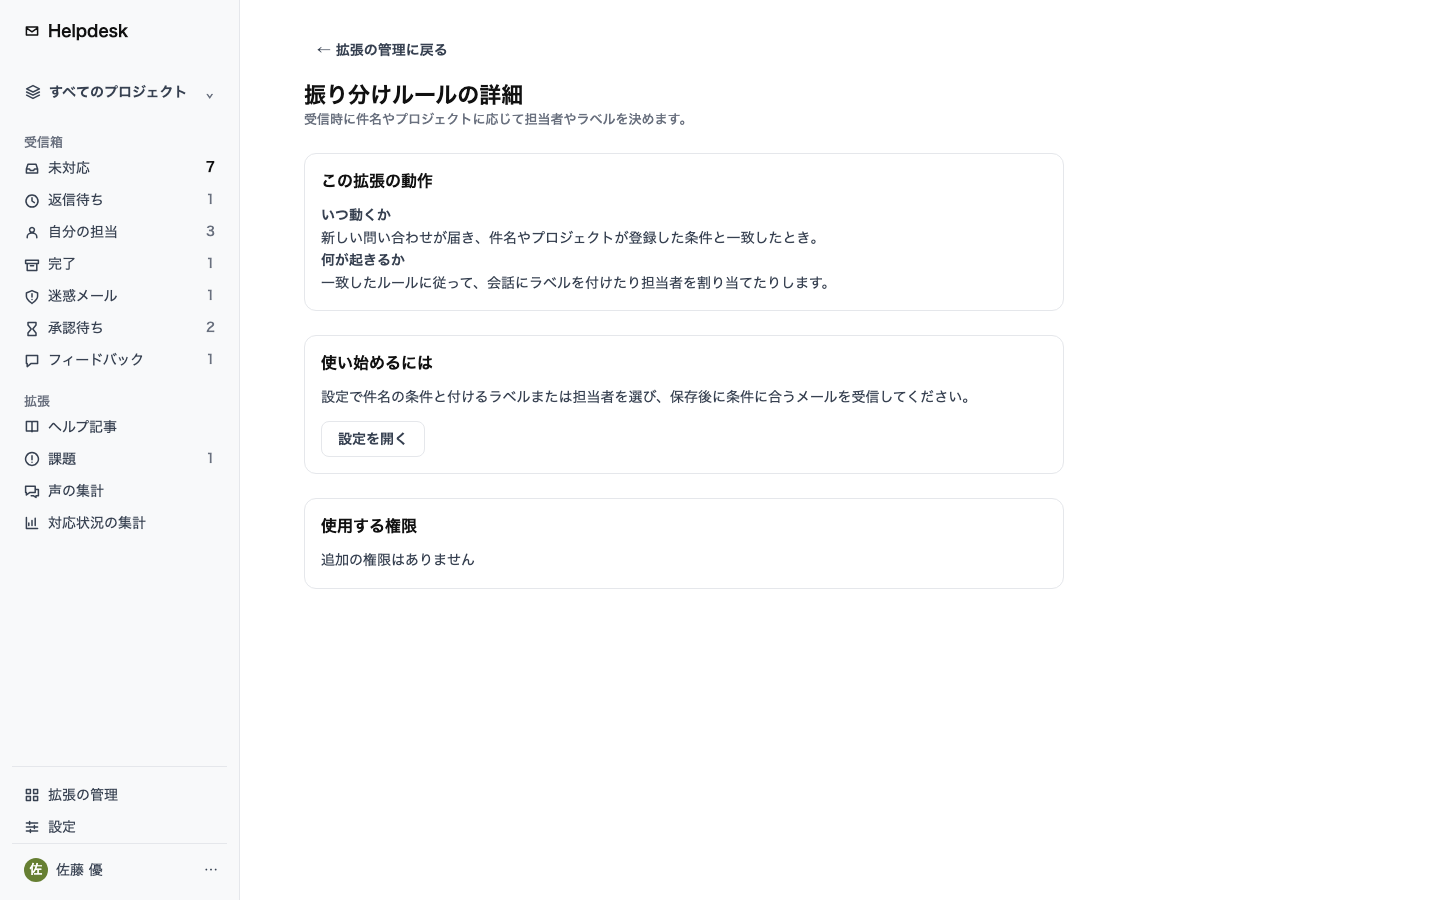 Helpdesk
すべてのプロジェクト
受信箱
未対応 7
返信待ち 1
自分の担当 3
完了 1
迷惑メール 1
承認待ち 2
フィードバック 1
拡張
ヘルプ記事
課題 1
声の集計
対応状況の集計
拡張の管理
設定
佐 佐藤 優 …
← 拡張の管理に戻る
振り分けルールの詳細
受信時に件名やプロジェクトに応じて担当者やラベルを決めます。
この拡張の動作
いつ動くか
新しい問い合わせが届き、件名やプロジェクトが登録した条件と一致したとき。
何が起きるか
一致したルールに従って、会話にラベルを付けたり担当者を割り当てたりします。
使い始めるには
設定で件名の条件と付けるラベルまたは担当者を選び、保存後に条件に合うメールを受信してください。
設定を開く
使用する権限
追加の権限はありません